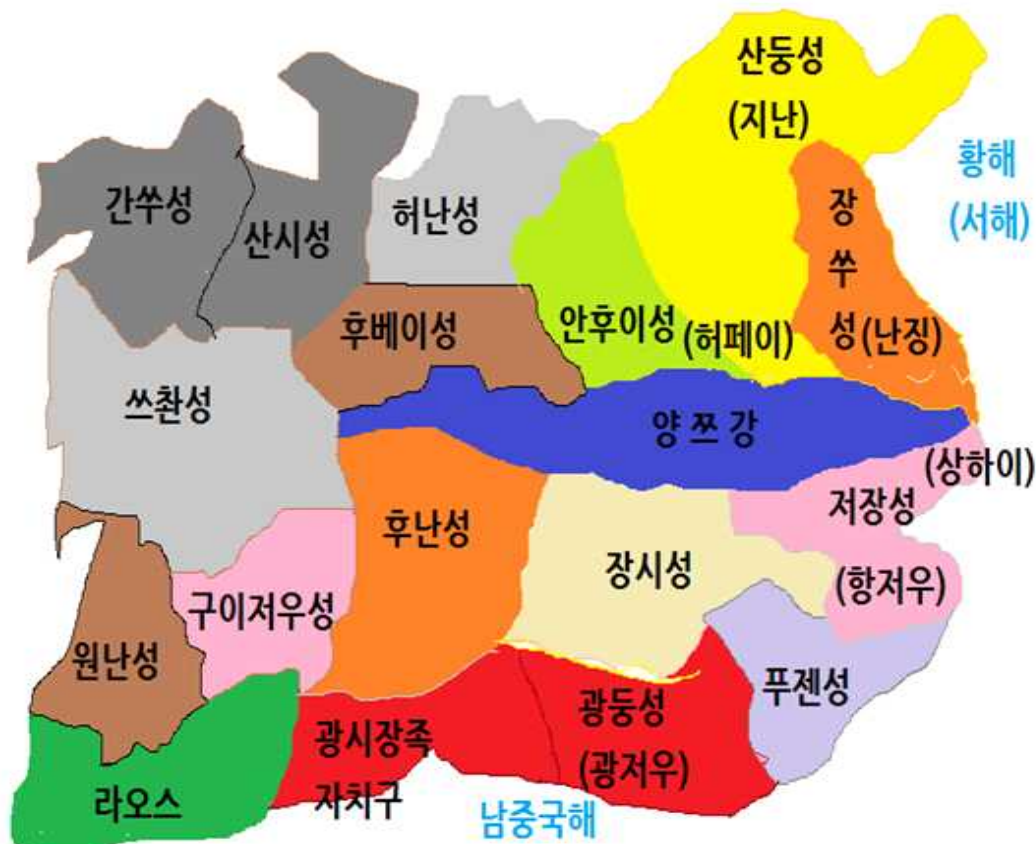 산둥성
(지난)
황해
(서해)
간쑤성
산시성
허난성
장
쑤
성(난징)
안후이성
(허페이)
후베이성
쓰촨성
양 쯔 강
(상하이)
저장성
(항저우)
후난성
장시성
구이저우성
원난성
푸젠성
광둥성
(광저우)
광시장족
자치구
라오스
남중국해